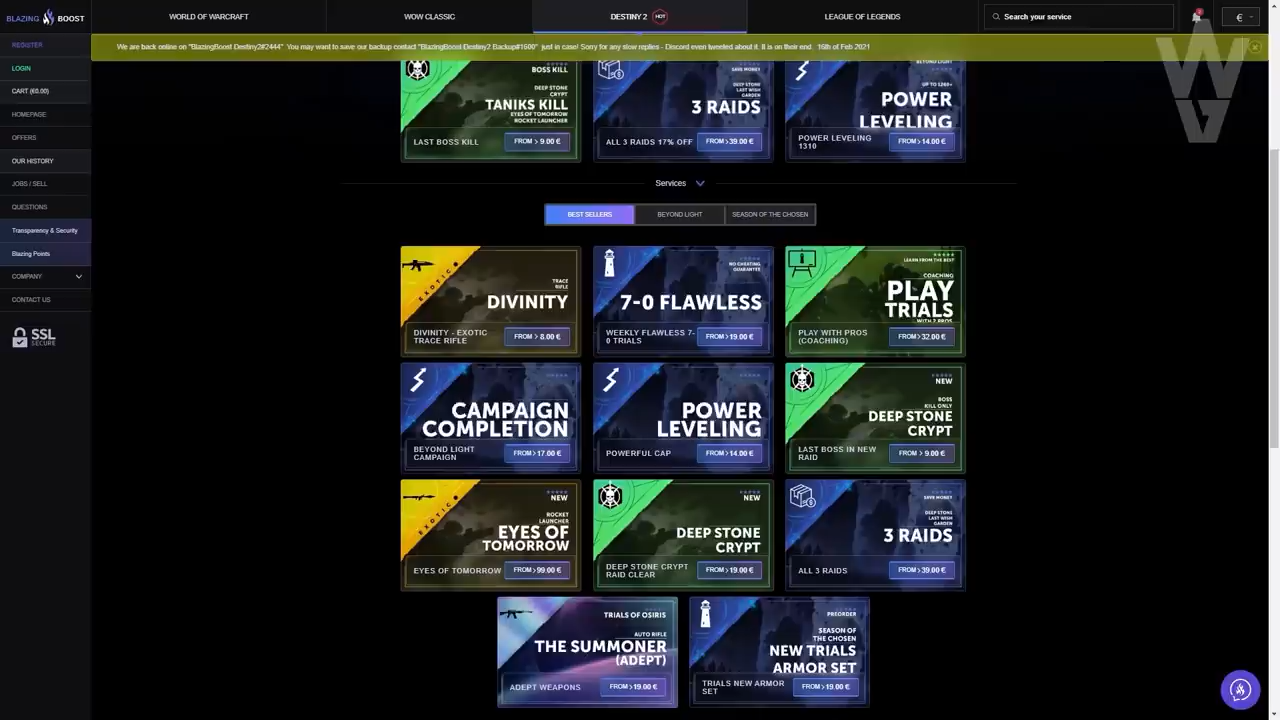 BLAZING BOOST
WORLD OF WARCRAFT
WOW CLASSIC
DESTINY 2 HOT
LEAGUE OF LEGENDS
Search your service
€
REGISTER
LOGIN
HOMEPAGE
OFFERS
OUR HISTORY
JOBS / SELL
QUESTIONS
Transparency & Security
Blazing Points
COMPANY
CONTACT US
SSL
SECURE
We are back online on "BlazingBoost Destiny2#2444" You may want to save our backup contact "BlazingBoost Destiny2 Backup#1600" just in case! Sorry for any slow replies - Discord even tweeted about it. It is on their end. 16th of Feb 2021
WG
BOSS KILL
DEEP STONE
CRYPT
TANIKS KILL
EYES OF TOMORROW
ROCKET LAUNCHER
LAST BOSS KILL
FROM > 9.00 €
SAVE MONEY
DEEP STONE
LAST WISH
GARDEN
3 RAIDS
ALL 3 RAIDS 17% OFF
FROM > 39.00 €
BEYOND LIGHT
POWER
LEVELING
POWER LEVELING
1310
FROM > 14.00 €
Services
BEST SELLERS
BEYOND LIGHT
SEASON OF THE CHOSEN
EXOTIC
TRACE
RIFLE
DIVINITY
DIVINITY - EXOTIC
TRACE RIFLE
FROM > 8.00 €
NO CHEATING
GUARANTEE
7-0 FLAWLESS
WEEKLY FLAWLESS 7-
0 TRIALS
FROM > 19.00 €
LEARN FROM THE BEST
COACHING
PLAY
TRIALS
WITH 2 PROS
PLAY WITH PROS
(COACHING)
FROM > 32.00 €
CAMPAIGN
COMPLETION
BEYOND LIGHT
CAMPAIGN
FROM > 17.00 €
POWER
LEVELING
POWERFUL CAP
FROM > 14.00 €
NEW
BOSS
KILL ONLY
DEEP STONE
CRYPT
LAST BOSS IN NEW
RAID
FROM > 9.00 €
EXOTIC
NEW
ROCKET
LAUNCHER
EYES OF
TOMORROW
EYES OF TOMORROW
FROM > 99.00 €
NEW
DEEP STONE
CRYPT
DEEP STONE CRYPT
RAID CLEAR
FROM > 19.00 €
SAVE MONEY
DEEP STONE
LAST WISH
GARDEN
3 RAIDS
ALL 3 RAIDS
FROM > 39.00 €
TRIALS OF OSIRIS
AUTO RIFLE
THE SUMMONER
(ADEPT)
ADEPT WEAPONS
FROM > 19.00 €
PREORDER
SEASON OF
THE CHOSEN
NEW TRIALS
ARMOR SET
TRIALS NEW ARMOR
SET
FROM > 19.00 €